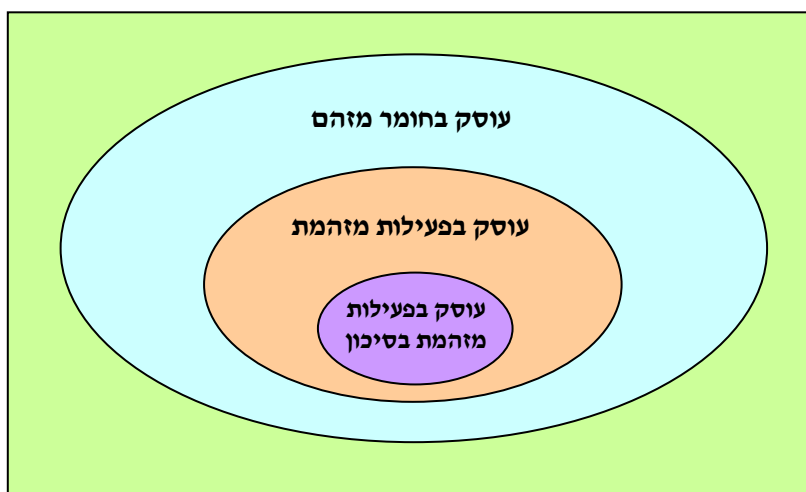 עוסק בחומר מזהם
עוסק בפעילות מזהמת
עוסק בפעילות
מזהמת בסיכון